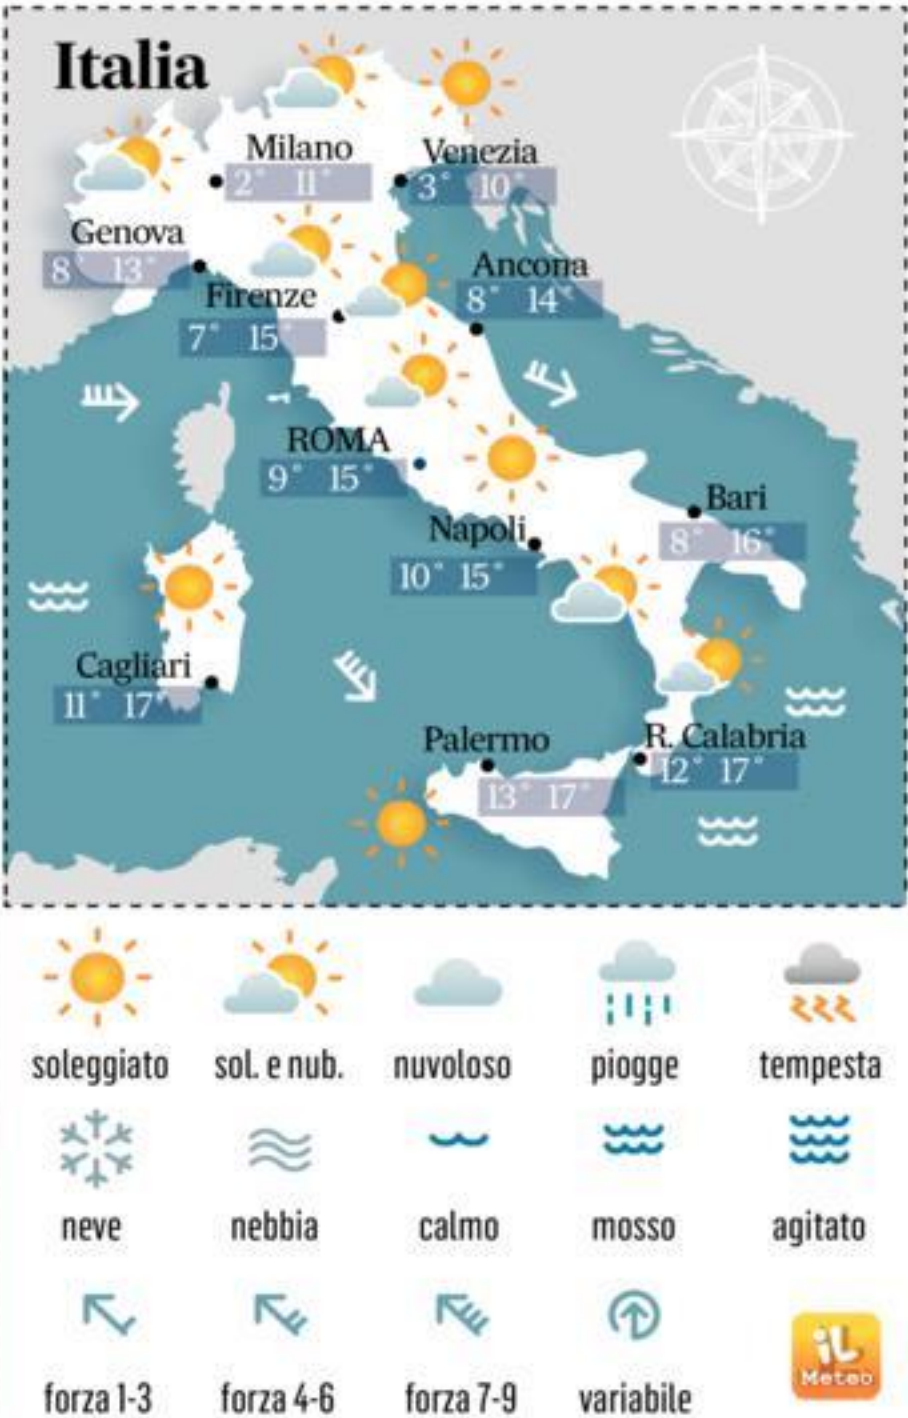 Italia
Milano
2° 11°
Venezia
3° 10°
Genova
8° 13°
Firenze
7° 15°
Ancona
8° 14°
ROMA
9° 15°
Napoli
10° 15°
Bari
8° 16°
Cagliari
11° 17°
Palermo
13° 17°
R. Calabria
12° 17°
soleggiato
sol. e nub.
nuvoloso
piogge
tempesta
neve
nebbia
calmo
mosso
agitato
forza 1-3
forza 4-6
forza 7-9
variabile
iL
Meteo